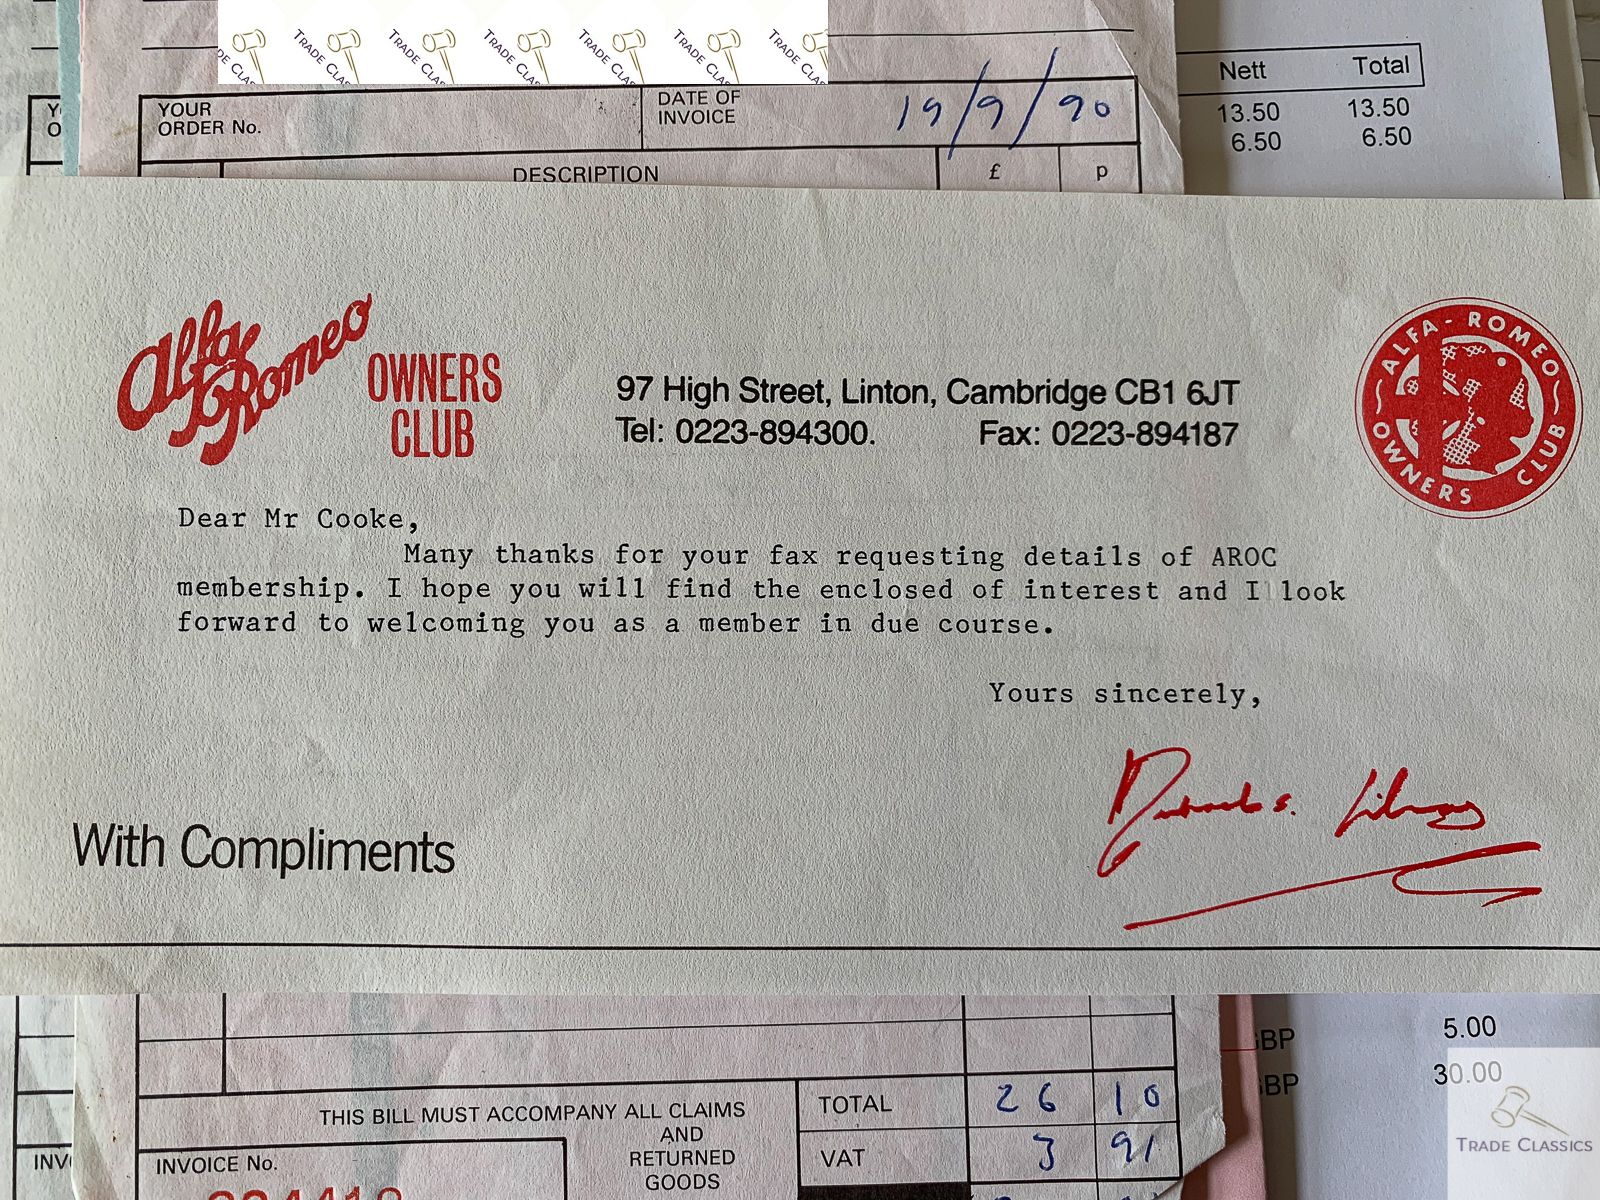 TRADE CLASSICS
YOUR
ORDER No.
DATE OF
INVOICE
19/9/90
DESCRIPTION
£ p
Nett Total
13.50 13.50
6.50 6.50
Alfa Romeo
OWNERS
CLUB
97 High Street, Linton, Cambridge CB1 6JT
Tel: 0223-894300. Fax: 0223-894187
ALFA-ROMEO
OWNERS CLUB
Dear Mr Cooke,
Many thanks for your fax requesting details of AROC
membership. I hope you will find the enclosed of interest and I look
forward to welcoming you as a member in due course.
Yours sincerely,
With Compliments
GBP 5.00
GBP 30.00
THIS BILL MUST ACCOMPANY ALL CLAIMS
AND
RETURNED
GOODS
TOTAL 26 10
VAT 3 91
INVOICE No.
TRADE CLASSICS